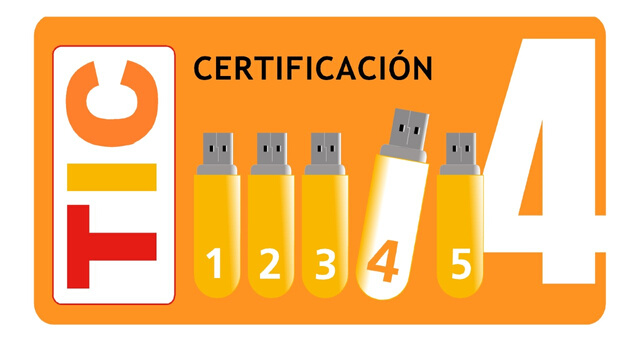 TIC
CERTIFICACIÓN
1 2 3 4 5
4